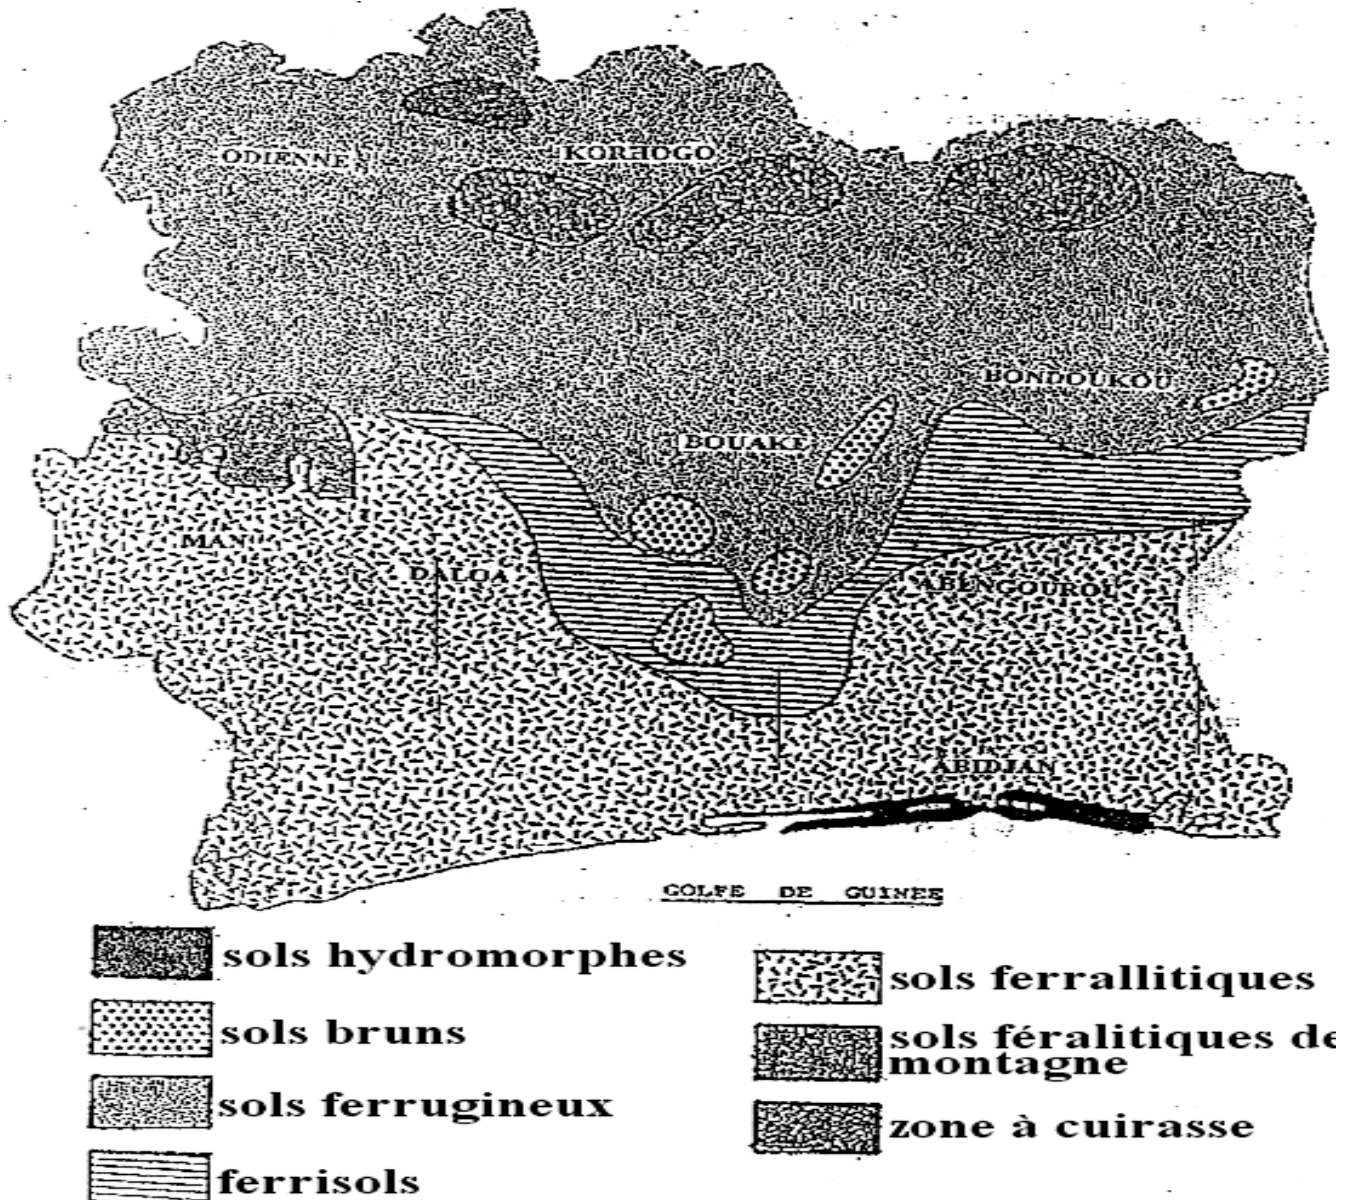 ODIENNE
KORHOGO
BONDOUKOU
BOUAKE
MAN
DALOA
ABENGOUROU
ABIDJAN
GOLFE DE GUINEE
sols hydromorphes
sols bruns
sols ferrugineux
ferrisols
sols ferrallitiques
sols féralitiques de
montagne
zone à cuirasse